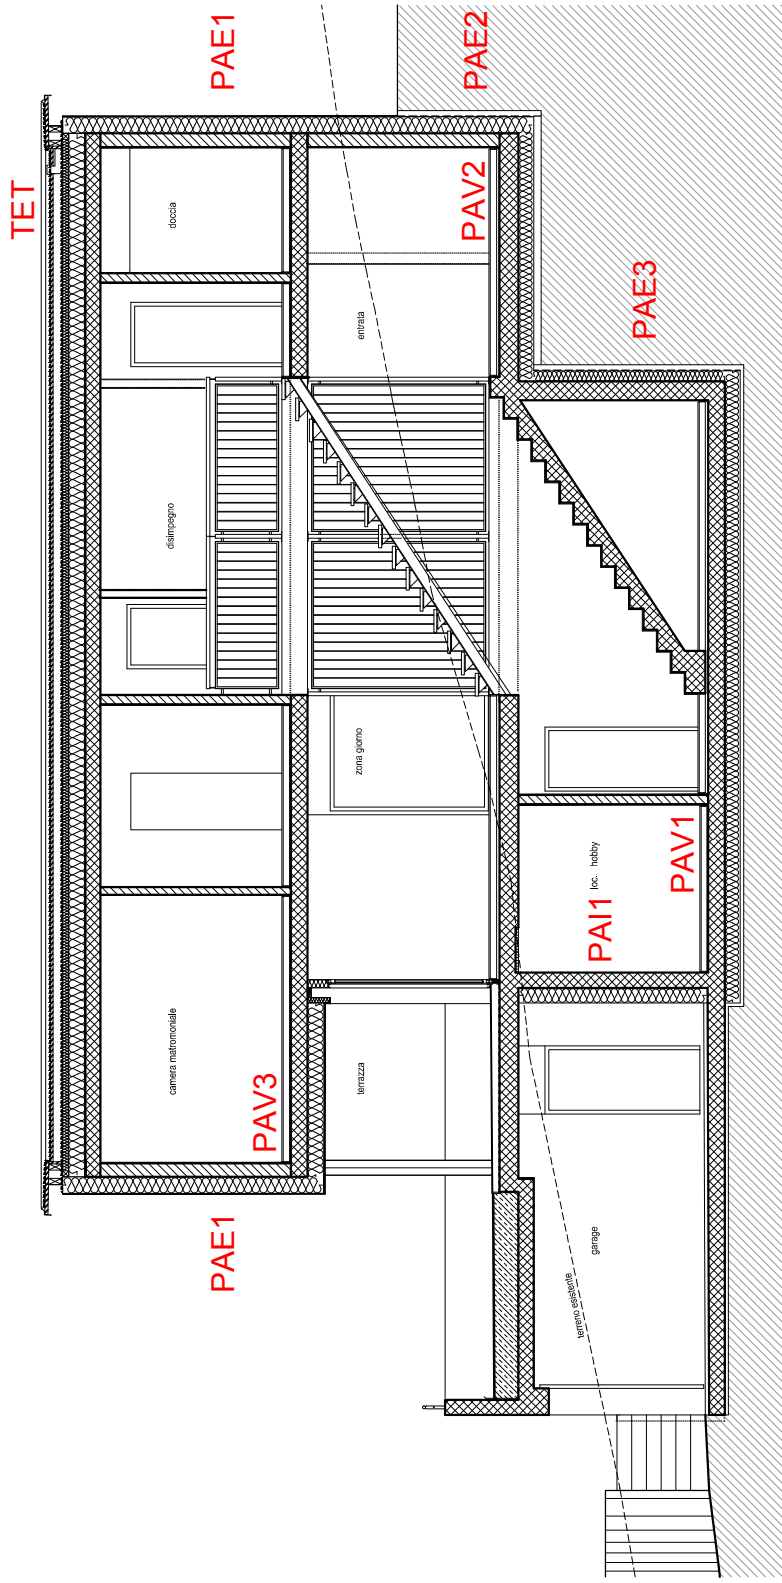 TET
camera matromoniale
disimpegno
doccia
PAE1
PAE1
PAV3
terrazza
zona giorno
entrata
PAV2
PAE2
terreno esistente
garage
PAI1
loc. hobby
PAE3
PAV1